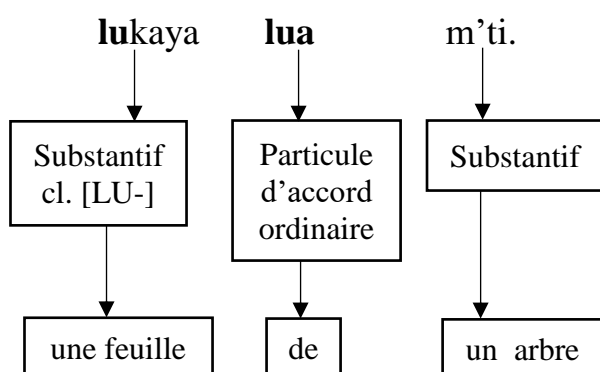 lukaya lua m’ti.
Substantif
cl. [LU-]
Particule
d’accord
ordinaire
Substantif
une feuille de un arbre